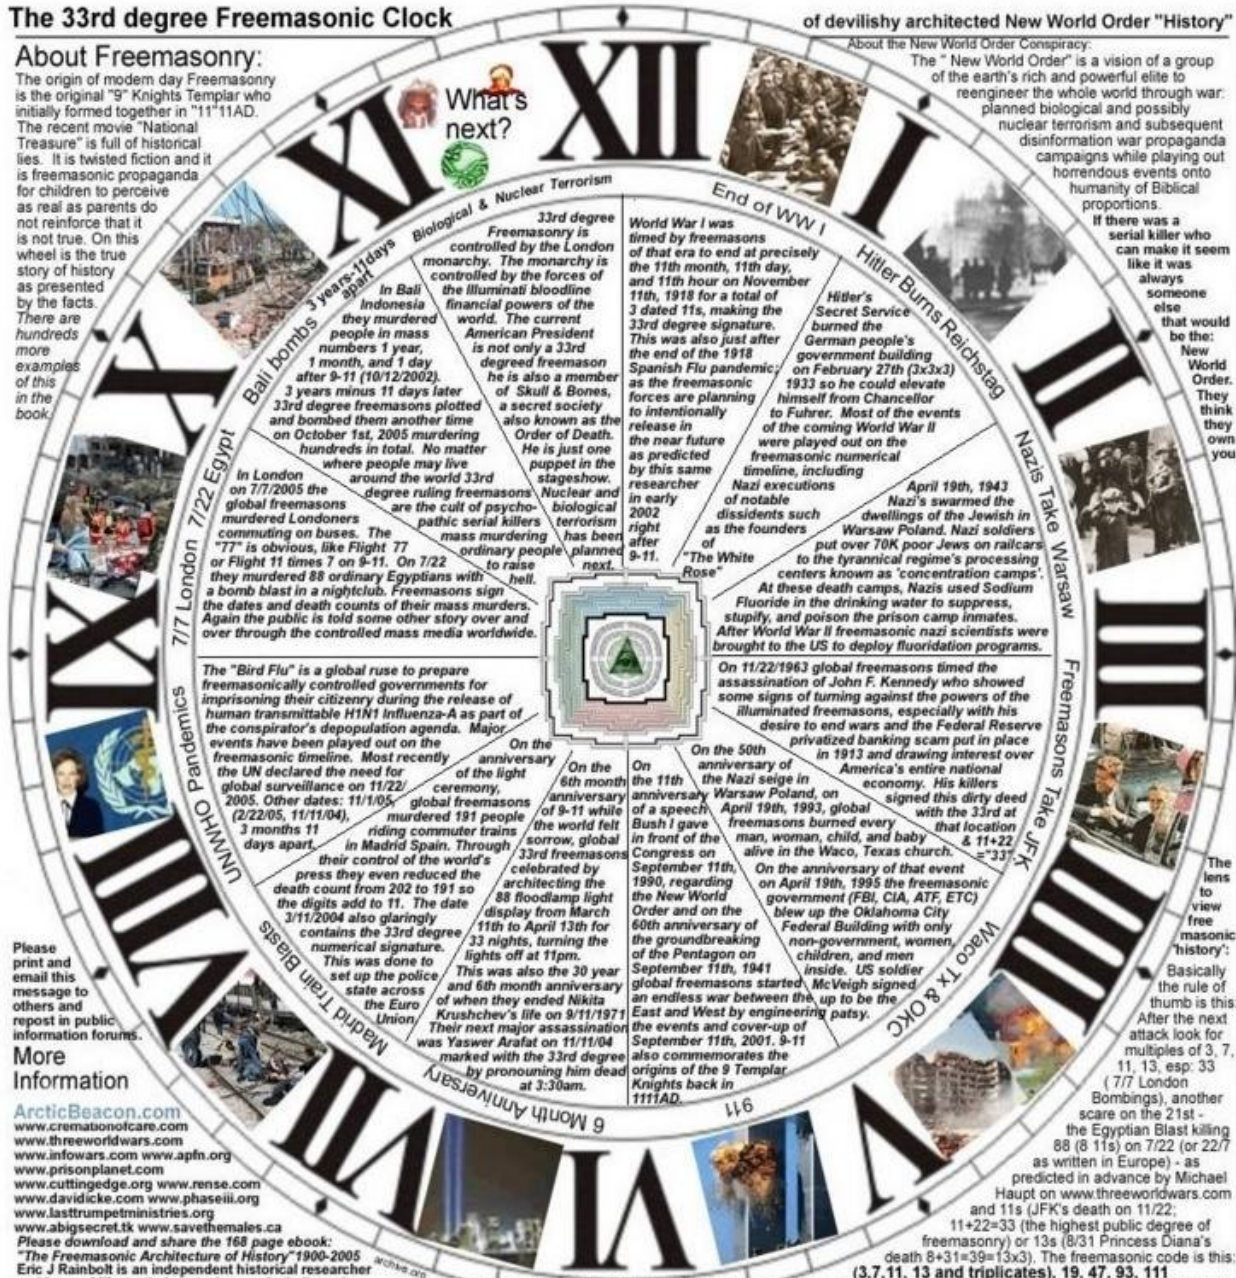 The 33rd degree Freemasonic Clock
of devilishy architected New World Order "History"
About Freemasonry:
The origin of modern day Freemasonry
is the original "9" Knights Templar who
initially formed together in "11"11AD.
The recent movie "National
Treasure" is full of historical
lies. It is twisted fiction and it
is freemasonic propaganda
for children to perceive
as real as parents do
not reinforce that it
is not true. On this
wheel is the true
story of history
as presented
by the facts.
There are
hundreds
more
examples
of this
in the
book.
About the New World Order Conspiracy:
The " New World Order" is a vision of a group
of the earth's rich and powerful elite to
reengineer the whole world through war:
planned biological and possibly
nuclear terrorism and subsequent
disinformation war propaganda
campaigns while playing out
horrendous events onto
humanity of Biblical
proportions.
If there was a
serial killer who
can make it seem
like it was
always
someone
else
that would
be the:
New
World
Order.
They
think
they
own
you
XII
I
II
III
IIII
V
VI
VII
VIII
IX
X
XI
What's
next?
Biological & Nuclear Terrorism
33rd degree
Freemasonry is
controlled by the London
monarchy. The monarchy is
controlled by the forces of
the Illuminati bloodline
financial powers of the
world. The current
American President
is not only a 33rd
degreed freemason
he is also a member
of Skull & Bones,
a secret society
also known as the
Order of Death.
He is just one
puppet in the
stageshow.
Nuclear and
biological
terrorism
has been
planned
next.
End of WW I
World War I was
timed by freemasons
of that era to end at precisely
the 11th month, 11th day,
and 11th hour on November
11th, 1918 for a total of
3 dated 11s, making the
33rd degree signature.
This was also just after
the end of the 1918
Spanish Flu pandemic;
as the freemasonic
forces are planning
to intentionally
release in
the near future
as predicted
by this same
researcher
in early
2002
right
after
9-11.
Hitler Burns Reichstag
Hitler's
Secret Service
burned the
German people's
government building
on February 27th (3x3x3)
1933 so he could elevate
himself from Chancellor
to Fuhrer. Most of the events
of the coming World War II
were played out on the
freemasonic numerical
timeline, including
Nazi executions
of notable
dissidents such
as the founders
of
"The White
Rose"
Nazis Take Warsaw
April 19th, 1943
Nazi's swarmed the
dwellings of the Jewish in
Warsaw Poland. Nazi soldiers
put over 70K poor Jews on railcars
to the tyrannical regime's processing
centers known as 'concentration camps'.
At these death camps, Nazis used Sodium
Fluoride in the drinking water to suppress,
stupify, and poison the prison camp inmates.
After World War II freemasonic nazi scientists were
brought to the US to deploy fluoridation programs.
Freemasons Take JFK
On 11/22/1963 global freemasons timed the
assassination of John F. Kennedy who showed
some signs of turning against the powers of the
illuminated freemasons, especially with his
desire to end wars and the Federal Reserve
privatized banking scam put in place
in 1913 and drawing interest over
America's entire national
economy. His killers
signed this dirty deed
with the 33rd at
that location
& 11+22
="33"
Waco Tx & OKC
On the 50th
anniversary of
the Nazi seige in
Warsaw Poland, on
April 19th, 1993, global
freemasons burned every
man, woman, child, and baby
alive in the Waco, Texas church.
On the anniversary of that event
on April 19th, 1995 the freemasonic
government (FBI, CIA, ATF, ETC)
blew up the Oklahoma City
Federal Building with only
non-government, women,
children, and men
inside. US soldier
McVeigh signed
up to be the
patsy.
911
On
the 11th
anniversary
of a speech
Bush I gave
in front of the
Congress on
September 11th,
1990, regarding
the New World
Order and on the
60th anniversary of
the groundbreaking
of the Pentagon on
September 11th, 1941
global freemasons started
an endless war between the
East and West by engineering
the events and cover-up of
September 11th, 2001. 9-11
also commemorates the
origins of the 9 Templar
Knights back in
1111AD.
6 Month Anniversary
On the
6th month
anniversary
of 9-11 while
the world felt
sorrow, global
33rd freemasons
celebrated by
architecting the
88 floodlamp light
display from March
11th to April 13th for
33 nights, turning the
lights off at 11pm.
This was also the 30 year
and 6th month anniversary
of when they ended Nikita
Krushchev's life on 9/11/1971
Their next major assassination
was Yaswer Arafat on 11/11/04
marked with the 33rd degree
by pronouning him dead
at 3:30am.
Madrid Train Blasts
On the
anniversary
of the light
ceremony,
global freemasons
murdered 191 people
riding commuter trains
in Madrid Spain. Through
their control of the world's
press they even reduced the
death count from 202 to 191 so
the digits add to 11. The date
3/11/2004 also glaringly
contains the 33rd degree
numerical signature.
This was done to
set up the police
state across
the Euro
Union
UN/WHO Pandemics
The "Bird Flu" is a global ruse to prepare
freemasonically controlled governments for
imprisoning their citizenry during the release of
human transmittable H1N1 Influenza-A as part of
the conspirator's depopulation agenda. Major
events have been played out on the
freemasonic timeline. Most recently
the UN declared the need for
global surveillance on 11/22/
2005. Other dates: 11/1/05,
(2/22/05, 11/11/04),
3 months 11
days apart,
7/7 London 7/22 Egypt
In London
on 7/7/2005 the
global freemasons
murdered Londoners
commuting on buses. The
"77" is obvious, like Flight 77
or Flight 11 times 7 on 9-11. On 7/22
they murdered 88 ordinary Egyptians with
a bomb blast in a nightclub. Freemasons sign
the dates and death counts of their mass murders.
Again the public is told some other story over and
over through the controlled mass media worldwide.
Bali bombs 3 years-11days
apart
In Bali
Indonesia
they murdered
people in mass
numbers 1 year,
1 month, and 1 day
after 9-11 (10/12/2002).
3 years minus 11 days later
33rd degree freemasons plotted
and bombed them another time
on October 1st, 2005 murdering
hundreds in total. No matter
where people may live
around the world 33rd
degree ruling freemasons
are the cult of psycho-
pathic serial killers
mass murdering
ordinary people
to raise
hell.
Please
print and
email this
message to
others and
repost in public
information forums.
More
Information
ArcticBeacon.com
www.cremationofcare.com
www.threeworldwars.com
www.infowars.com www.apfn.org
www.prisonplanet.com
www.cuttingedge.org www.rense.com
www.davidicke.com www.phaseiii.org
www.lasttrumpetministries.org
www.abigsecret.tk www.savethemales.ca
Please download and share the 168 page ebook:
"The Freemasonic Architecture of History"1900-2005
Eric J Rainbolt is an independent historical researcher
archive.org
The
lens
to
view
free
masonic
'history':
Basically
the rule of
thumb is this:
After the next
attack look for
multiples of 3, 7,
11, 13, esp: 33
( 7/7 London
Bombings), another
scare on the 21st -
the Egyptian Blast killing
88 (8 11s) on 7/22 (or 22/7
as written in Europe) - as
predicted in advance by Michael
Haupt on www.threeworldwars.com
and 11s (JFK's death on 11/22;
11+22=33 (the highest public degree of
freemasonry) or 13s (8/31 Princess Diana's
death 8+31=39=13x3). The freemasonic code is this:
(3,7,11, 13 and triplicates), 19, 47, 93, 111